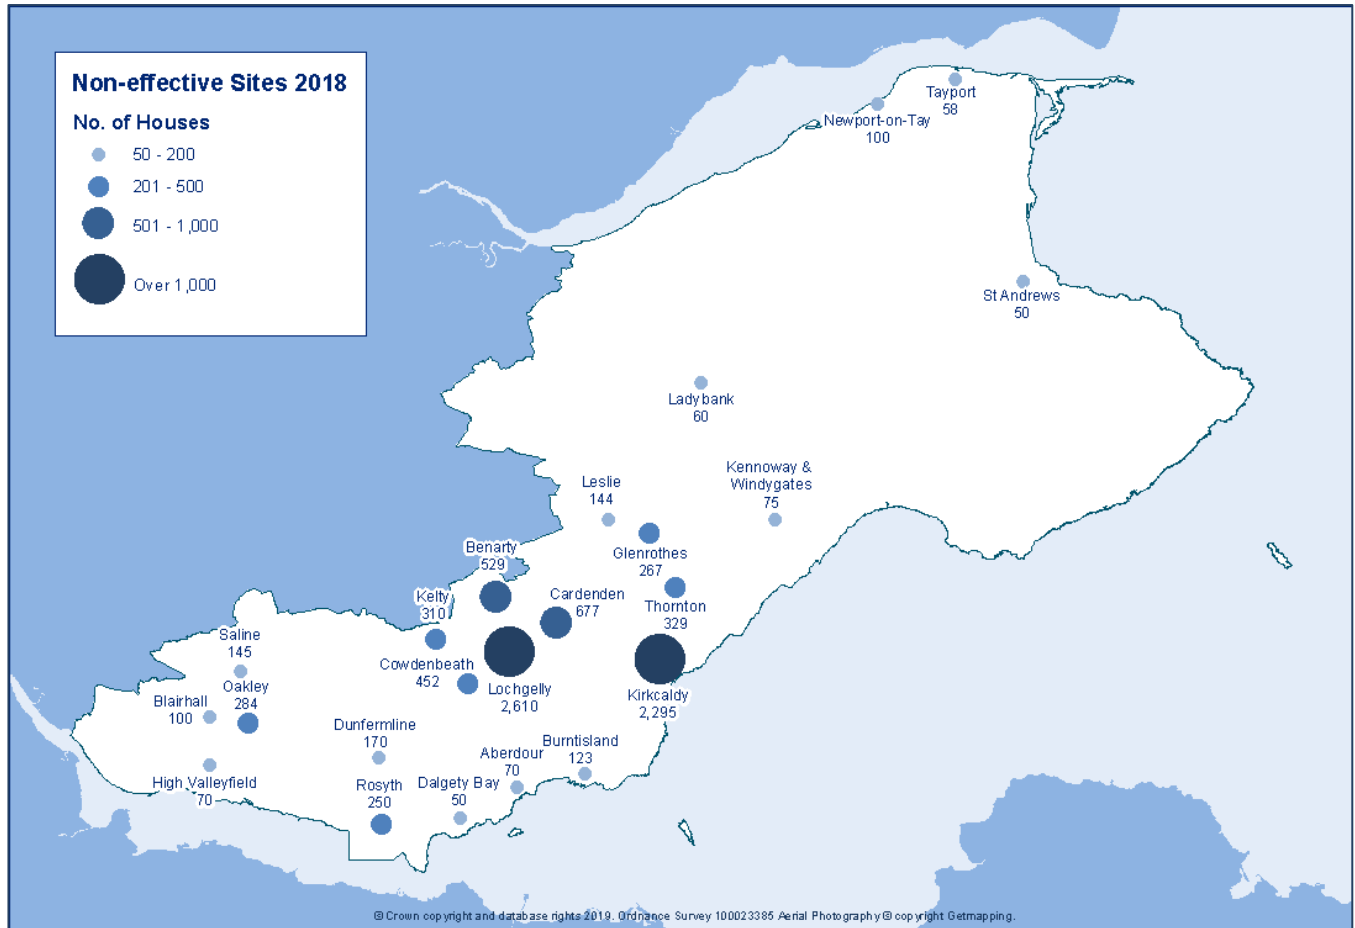 Non-effective Sites 2018
No. of Houses
50 - 200
201 - 500
501 - 1,000
Over 1,000
Tayport
58
Newport-on-Tay
100
St Andrews
50
Ladybank
60
Kennoway &
Windygates
75
Leslie
144
Glenrothes
267
Benarty
529
Cardenden
677
Kelty
310
Thornton
329
Saline
145
Cowdenbeath
452
Oakley
284
Lochgelly
2,610
Kirkcaldy
2,295
Blairhall
100
Dunfermline
170
Burntisland
123
Aberdour
70
High Valleyfield
70
Rosyth
250
Dalgety Bay
50
© Crown copyright and database rights 2019. Ordnance Survey 100023385 Aerial Photography © copyright Getmapping.